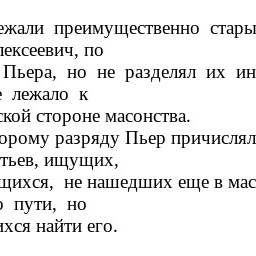 ежали преимущественно стары
лексеевич, по
Пьера, но не разделял их ин
е лежало к
ской стороне масонства.
орому разряду Пьер причислял
тьев, ищущих,
щихся, не нашедших еще в мас
о пути, но
ихся найти его.